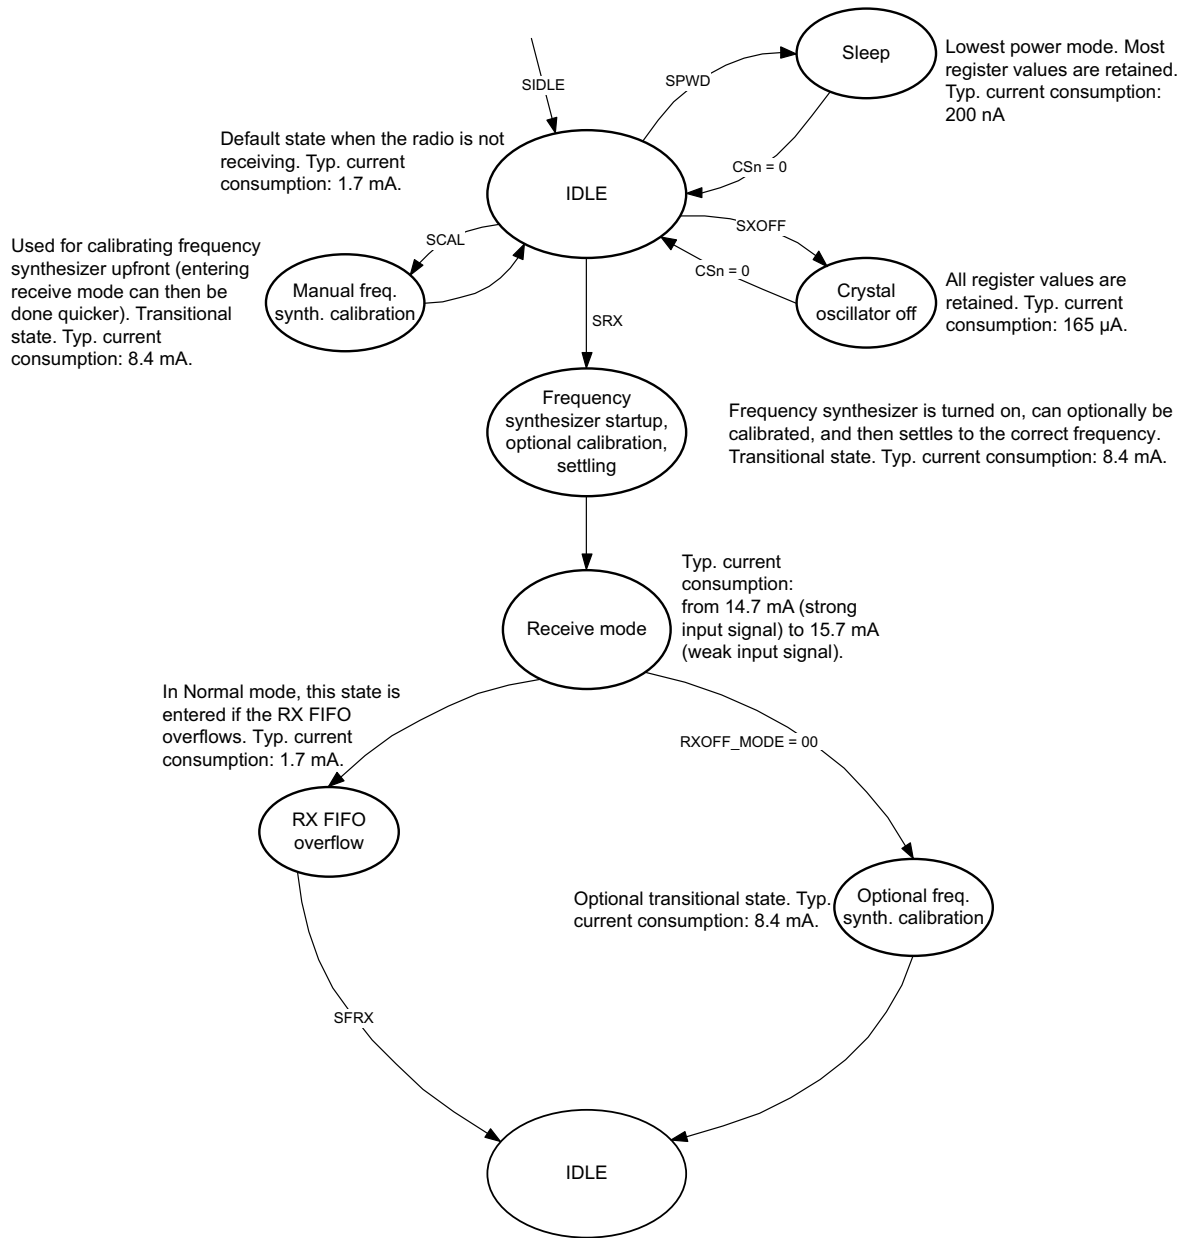 Sleep
Lowest power mode. Most
register values are retained.
Typ. current consumption:
200 nA
SIDLE
SPWD
Default state when the radio is not
receiving. Typ. current
consumption: 1.7 mA.
CSn = 0
IDLE
SXOFF
SCAL
Used for calibrating frequency
synthesizer upfront (entering
receive mode can then be
done quicker). Transitional
state. Typ. current
consumption: 8.4 mA.
Manual freq.
synth. calibration
CSn = 0
Crystal
oscillator off
All register values are
retained. Typ. current
consumption: 165 µA.
SRX
Frequency
synthesizer startup,
optional calibration,
settling
Frequency synthesizer is turned on, can optionally be
calibrated, and then settles to the correct frequency.
Transitional state. Typ. current consumption: 8.4 mA.
Receive mode
Typ. current
consumption:
from 14.7 mA (strong
input signal) to 15.7 mA
(weak input signal).
In Normal mode, this state is
entered if the RX FIFO
overflows. Typ. current
consumption: 1.7 mA.
RXOFF_MODE = 00
RX FIFO
overflow
Optional transitional state. Typ.
current consumption: 8.4 mA.
Optional freq.
synth. calibration
SFRX
IDLE